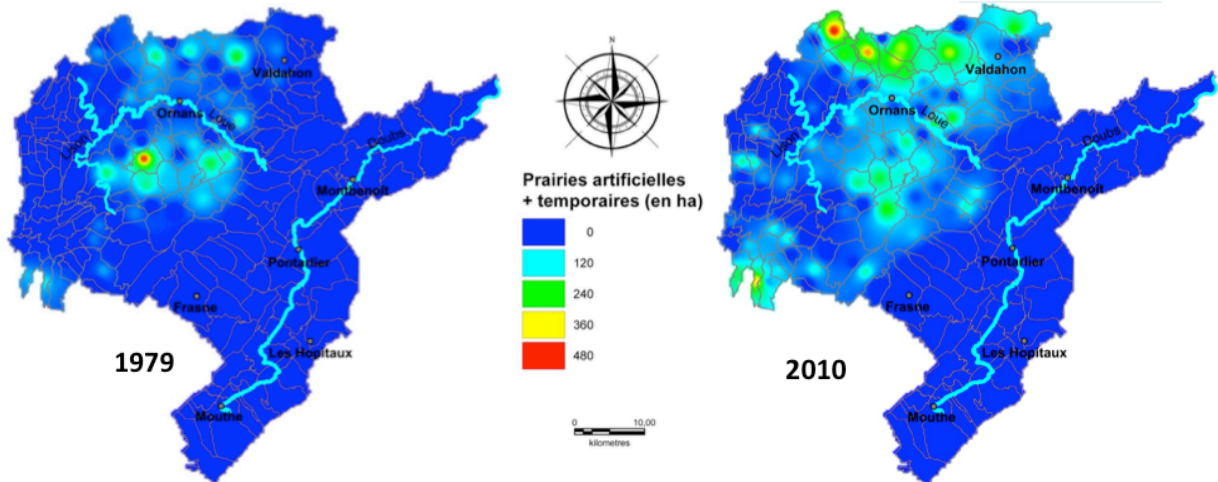 Valdahon
Ornans
Loue
Lison
Doubs
Montbenoît
Pontarlier
Frasne
Les Hopitaux
Mouthe
1979
N
Prairies artificielles
+ temporaires (en ha)
0
120
240
360
480
0 10,00
kilometres
Valdahon
Ornans
Loue
Lison
Doubs
Montbenoît
Pontarlier
Frasne
Les Hopitaux
Mouthe
2010